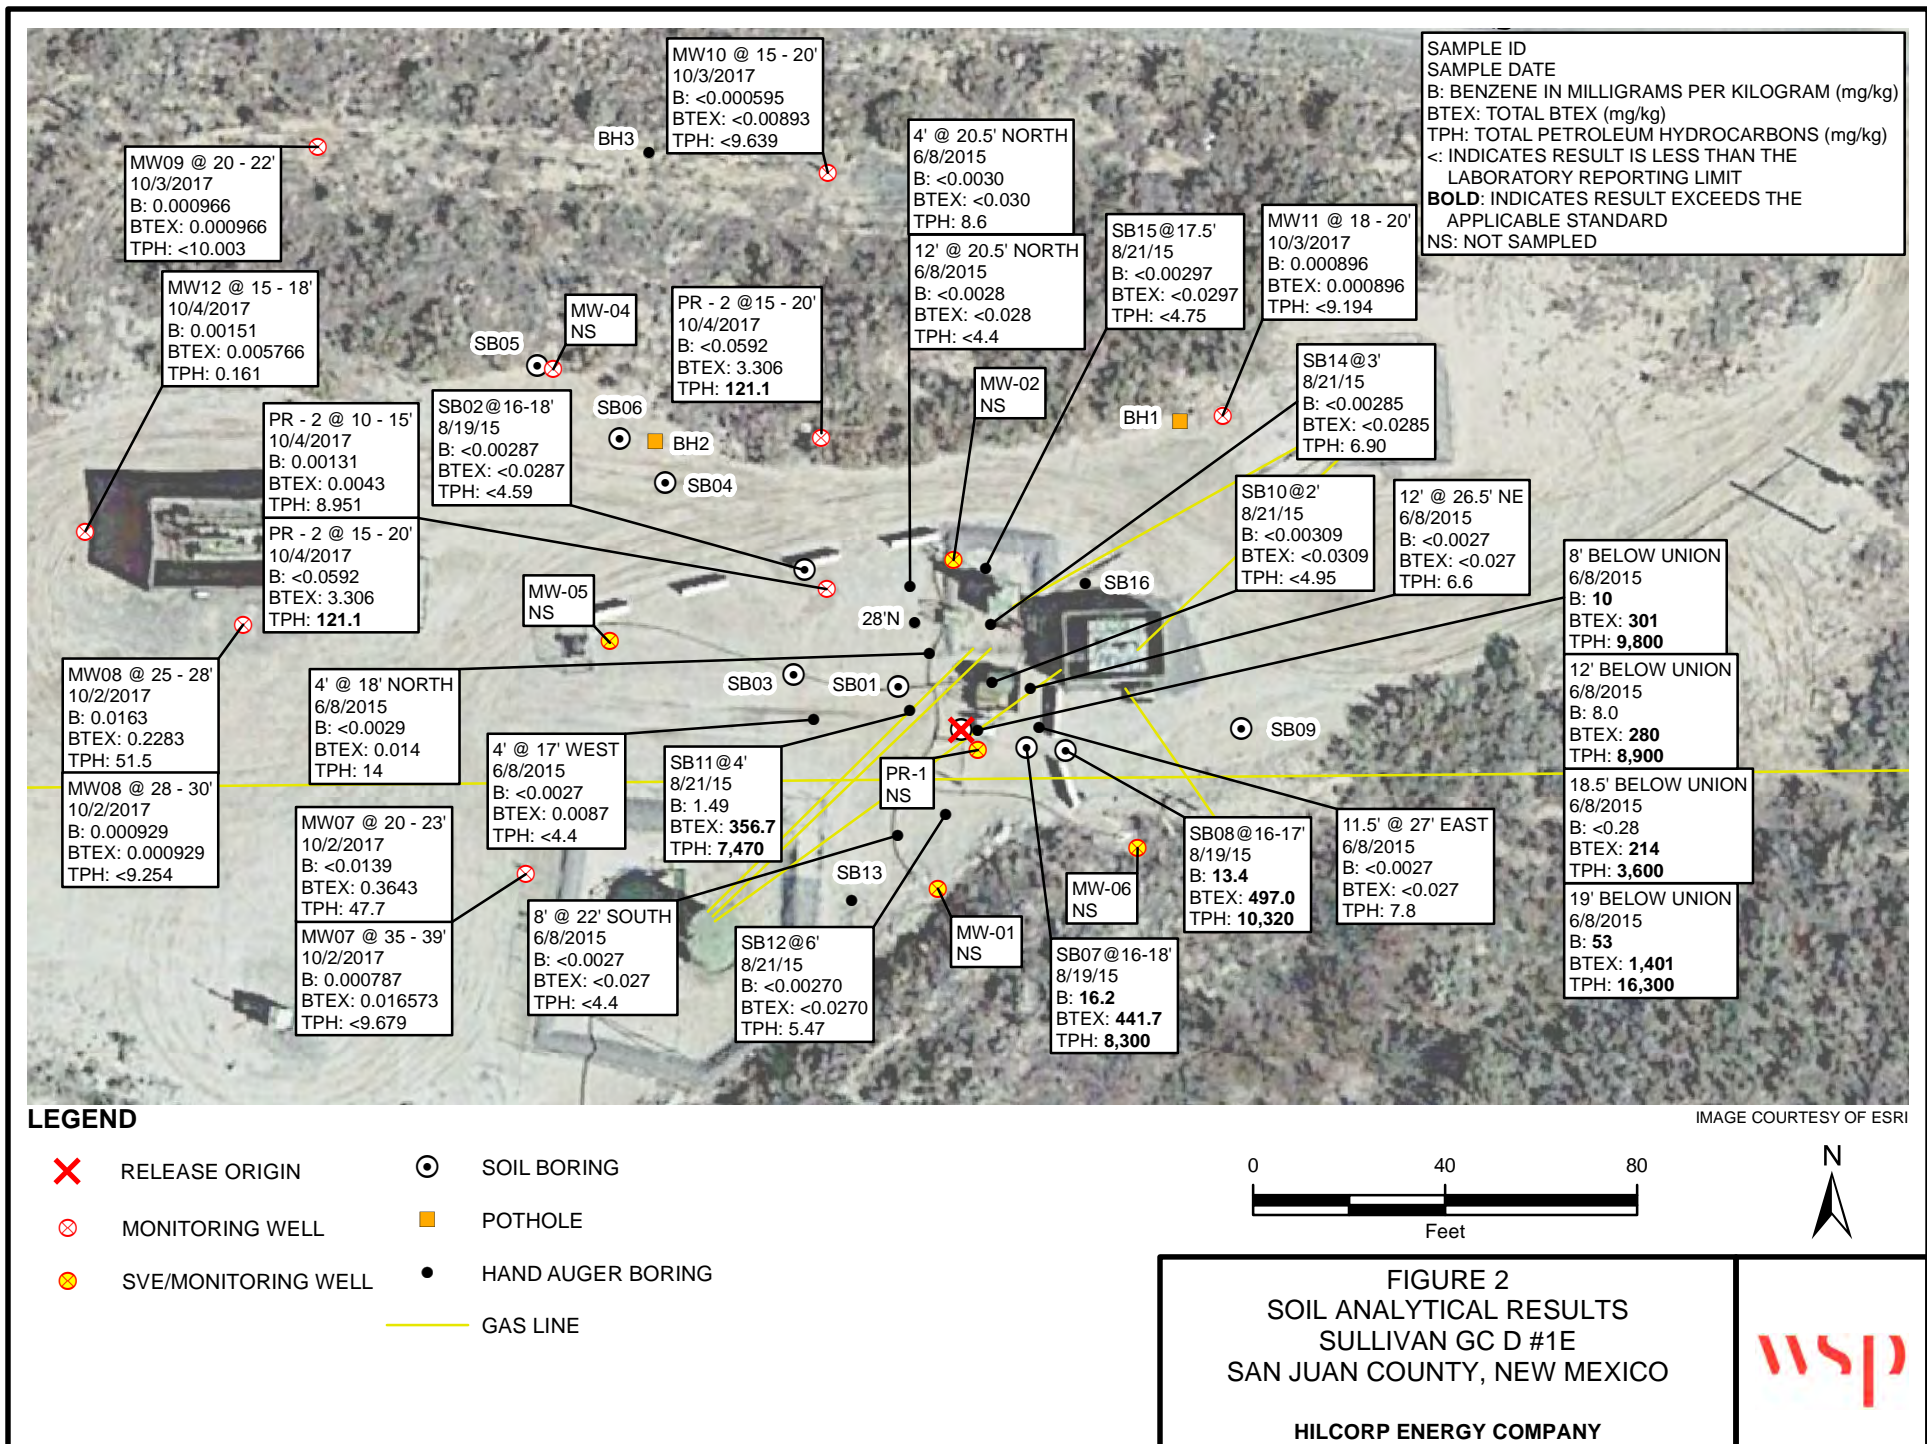 SAMPLE ID
SAMPLE DATE
B: BENZENE IN MILLIGRAMS PER KILOGRAM (mg/kg)
BTEX: TOTAL BTEX (mg/kg)
TPH: TOTAL PETROLEUM HYDROCARBONS (mg/kg)
<: INDICATES RESULT IS LESS THAN THE
LABORATORY REPORTING LIMIT
BOLD: INDICATES RESULT EXCEEDS THE
APPLICABLE STANDARD
NS: NOT SAMPLED
MW10 @ 15 - 20'
10/3/2017
B: <0.000595
BTEX: <0.00893
TPH: <9.639
BH3
MW09 @ 20 - 22'
10/3/2017
B: 0.000966
BTEX: 0.000966
TPH: <10.003
4' @ 20.5' NORTH
6/8/2015
B: <0.0030
BTEX: <0.030
TPH: 8.6
12' @ 20.5' NORTH
6/8/2015
B: <0.0028
BTEX: <0.028
TPH: <4.4
SB15@17.5'
8/21/15
B: <0.00297
BTEX: <0.0297
TPH: <4.75
MW11 @ 18 - 20'
10/3/2017
B: 0.000896
BTEX: 0.000896
TPH: <9.194
MW12 @ 15 - 18'
10/4/2017
B: 0.00151
BTEX: 0.005766
TPH: 0.161
MW-04
NS
SB05
PR - 2 @15 - 20'
10/4/2017
B: <0.0592
BTEX: 3.306
TPH: 121.1
MW-02
NS
SB14@3'
8/21/15
B: <0.00285
BTEX: <0.0285
TPH: 6.90
BH1
PR - 2 @ 10 - 15'
10/4/2017
B: 0.00131
BTEX: 0.0043
TPH: 8.951
PR - 2 @ 15 - 20'
10/4/2017
B: <0.0592
BTEX: 3.306
TPH: 121.1
SB02@16-18'
8/19/15
B: <0.00287
BTEX: <0.0287
TPH: <4.59
SB06
BH2
SB04
SB10@2'
8/21/15
B: <0.00309
BTEX: <0.0309
TPH: <4.95
12' @ 26.5' NE
6/8/2015
B: <0.0027
BTEX: <0.027
TPH: 6.6
8' BELOW UNION
6/8/2015
B: 10
BTEX: 301
TPH: 9,800
12' BELOW UNION
6/8/2015
B: 8.0
BTEX: 280
TPH: 8,900
18.5' BELOW UNION
6/8/2015
B: <0.28
BTEX: 214
TPH: 3,600
19' BELOW UNION
6/8/2015
B: 53
BTEX: 1,401
TPH: 16,300
MW-05
NS
28'N
SB16
SB03
SB01
SB09
MW08 @ 25 - 28'
10/2/2017
B: 0.0163
BTEX: 0.2283
TPH: 51.5
MW08 @ 28 - 30'
10/2/2017
B: 0.000929
BTEX: 0.000929
TPH: <9.254
4' @ 18' NORTH
6/8/2015
B: <0.0029
BTEX: 0.014
TPH: 14
4' @ 17' WEST
6/8/2015
B: <0.0027
BTEX: 0.0087
TPH: <4.4
SB11@4'
8/21/15
B: 1.49
BTEX: 356.7
TPH: 7,470
PR-1
NS
MW07 @ 20 - 23'
10/2/2017
B: <0.0139
BTEX: 0.3643
TPH: 47.7
MW07 @ 35 - 39'
10/2/2017
B: 0.000787
BTEX: 0.016573
TPH: <9.679
8' @ 22' SOUTH
6/8/2015
B: <0.0027
BTEX: <0.027
TPH: <4.4
SB13
SB12@6'
8/21/15
B: <0.00270
BTEX: <0.0270
TPH: 5.47
MW-01
NS
MW-06
NS
SB07@16-18'
8/19/15
B: 16.2
BTEX: 441.7
TPH: 8,300
SB08@16-17'
8/19/15
B: 13.4
BTEX: 497.0
TPH: 10,320
11.5' @ 27' EAST
6/8/2015
B: <0.0027
BTEX: <0.027
TPH: 7.8
IMAGE COURTESY OF ESRI
LEGEND
RELEASE ORIGIN
MONITORING WELL
SVE/MONITORING WELL
SOIL BORING
POTHOLE
HAND AUGER BORING
GAS LINE
0 40 80
Feet
N
FIGURE 2
SOIL ANALYTICAL RESULTS
SULLIVAN GC D #1E
SAN JUAN COUNTY, NEW MEXICO
HILCORP ENERGY COMPANY
wsp